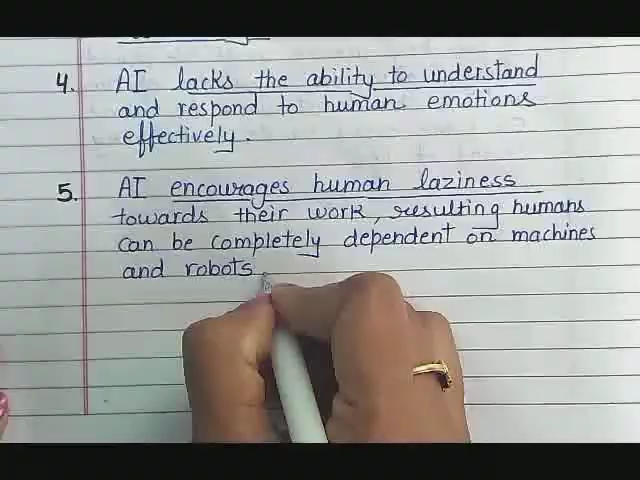 4. AI lacks the ability to understand
and respond to human emotions
effectively.
5. AI encourages human laziness
towards their work, resulting humans
can be completely dependent on machines
and robots.